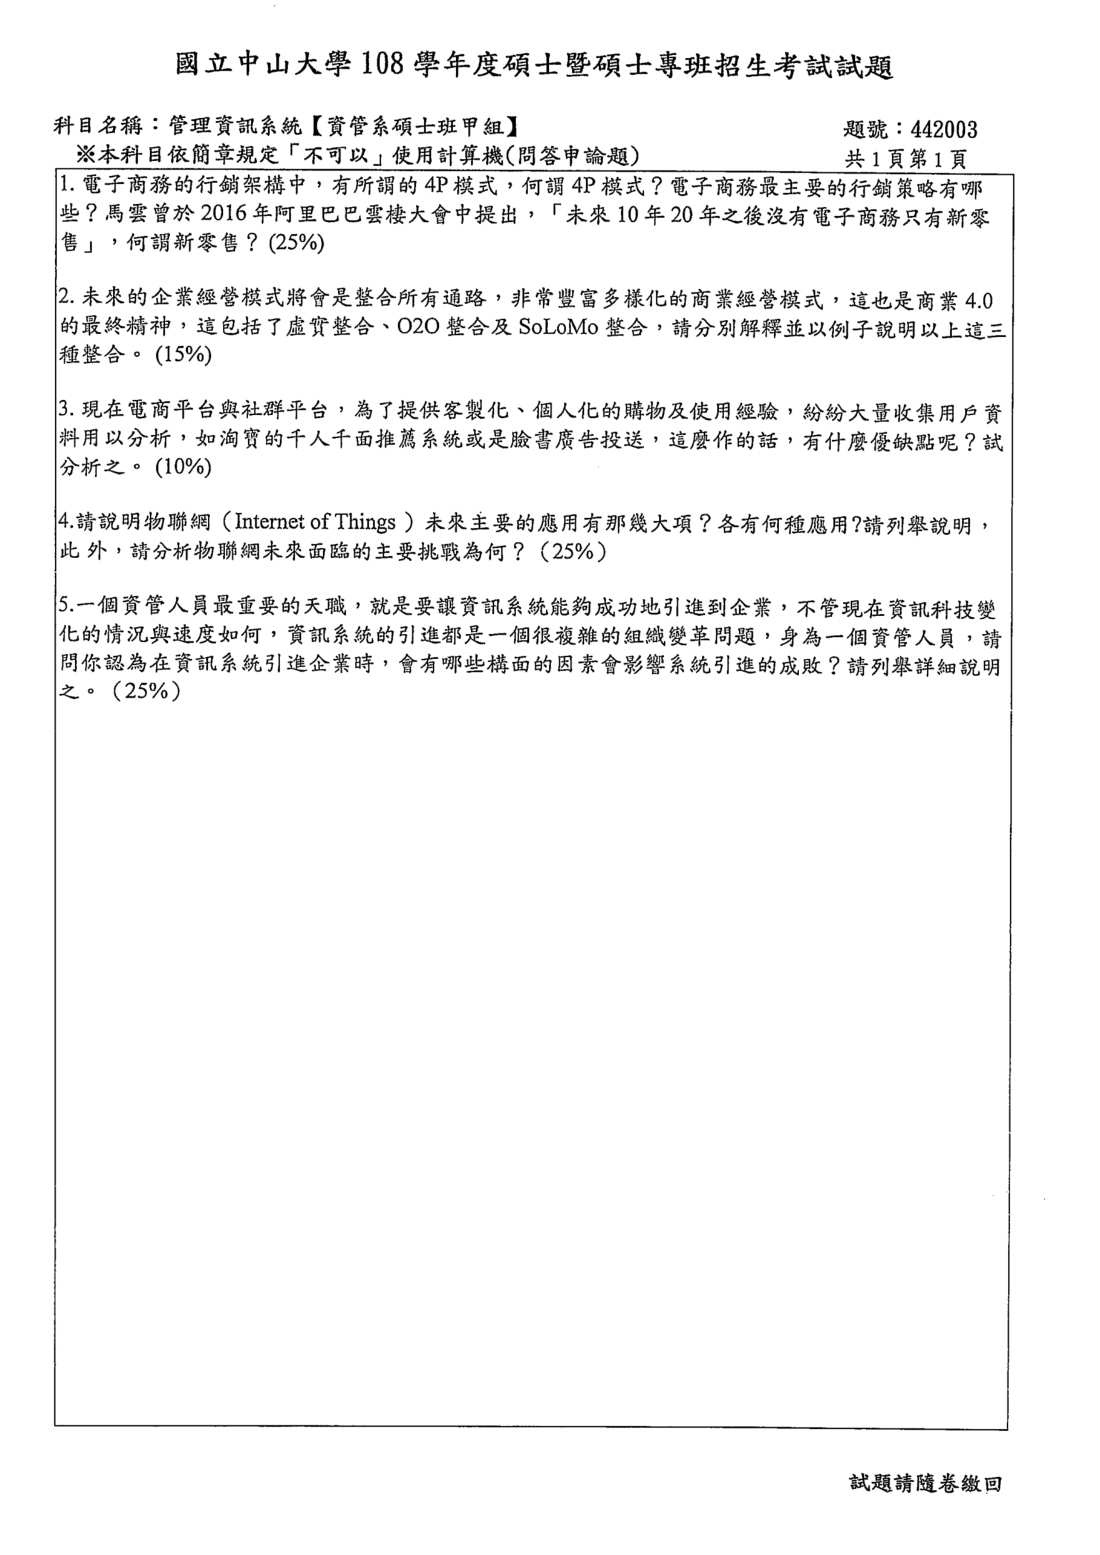 國立中山大學 108 學年度碩士暨碩士專班招生考試試題
科目名稱：管理資訊系統【資管系碩士班甲組】
題號：442003
※本科目依簡章規定「不可以」使用計算機(問答申論題)
共 1 頁第 1 頁
1. 電子商務的行銷架構中，有所謂的 4P 模式，何謂 4P 模式？電子商務最主要的行銷策略有哪
些？馬雲曾於 2016 年阿里巴巴雲棲大會中提出，「未來 10 年 20 年之後沒有電子商務只有新零
售」，何謂新零售？ (25%)
2. 未來的企業經營模式將會是整合所有通路，非常豐富多樣化的商業經營模式，這也是商業 4.0
的最終精神，這包括了虛實整合、O2O 整合及 SoLoMo 整合，請分別解釋並以例子說明以上這三
種整合。 (15%)
3. 現在電商平台與社群平台，為了提供客製化、個人化的購物及使用經驗，紛紛大量收集用戶資
料用以分析，如淘寶的千人千面推薦系統或是臉書廣告投送，這麼作的話，有什麼優缺點呢？試
分析之。 (10%)
4.請說明物聯網（Internet of Things ）未來主要的應用有那幾大項？各有何種應用?請列舉說明，
此 外，請分析物聯網未來面臨的主要挑戰為何？（25%）
5.一個資管人員最重要的天職，就是要讓資訊系統能夠成功地引進到企業，不管現在資訊科技變
化的情況與速度如何，資訊系統的引進都是一個很複雜的組織變革問題，身為一個資管人員，請
問你認為在資訊系統引進企業時，會有哪些構面的因素會影響系統引進的成敗？請列舉詳細說明
之。（25%）
試題請隨卷繳回